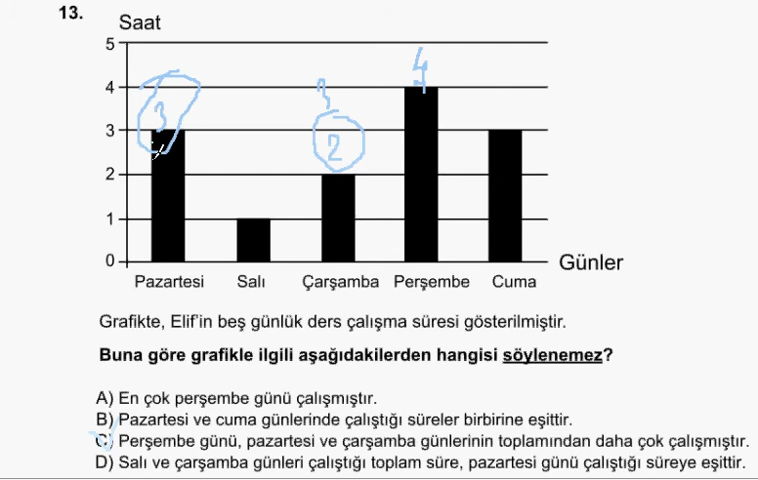 13.
Saat
5
4
4
3
3
2
2
1
0
Günler
Pazartesi Salı Çarşamba Perşembe Cuma
Grafikte, Elif'in beş günlük ders çalışma süresi gösterilmiştir.
Buna göre grafikle ilgili aşağıdakilerden hangisi söylenemez?
A) En çok perşembe günü çalışmıştır.
B) Pazartesi ve cuma günlerinde çalıştığı süreler birbirine eşittir.
C) Perşembe günü, pazartesi ve çarşamba günlerinin toplamından daha çok çalışmıştır.
D) Salı ve çarşamba günleri çalıştığı toplam süre, pazartesi günü çalıştığı süreye eşittir.